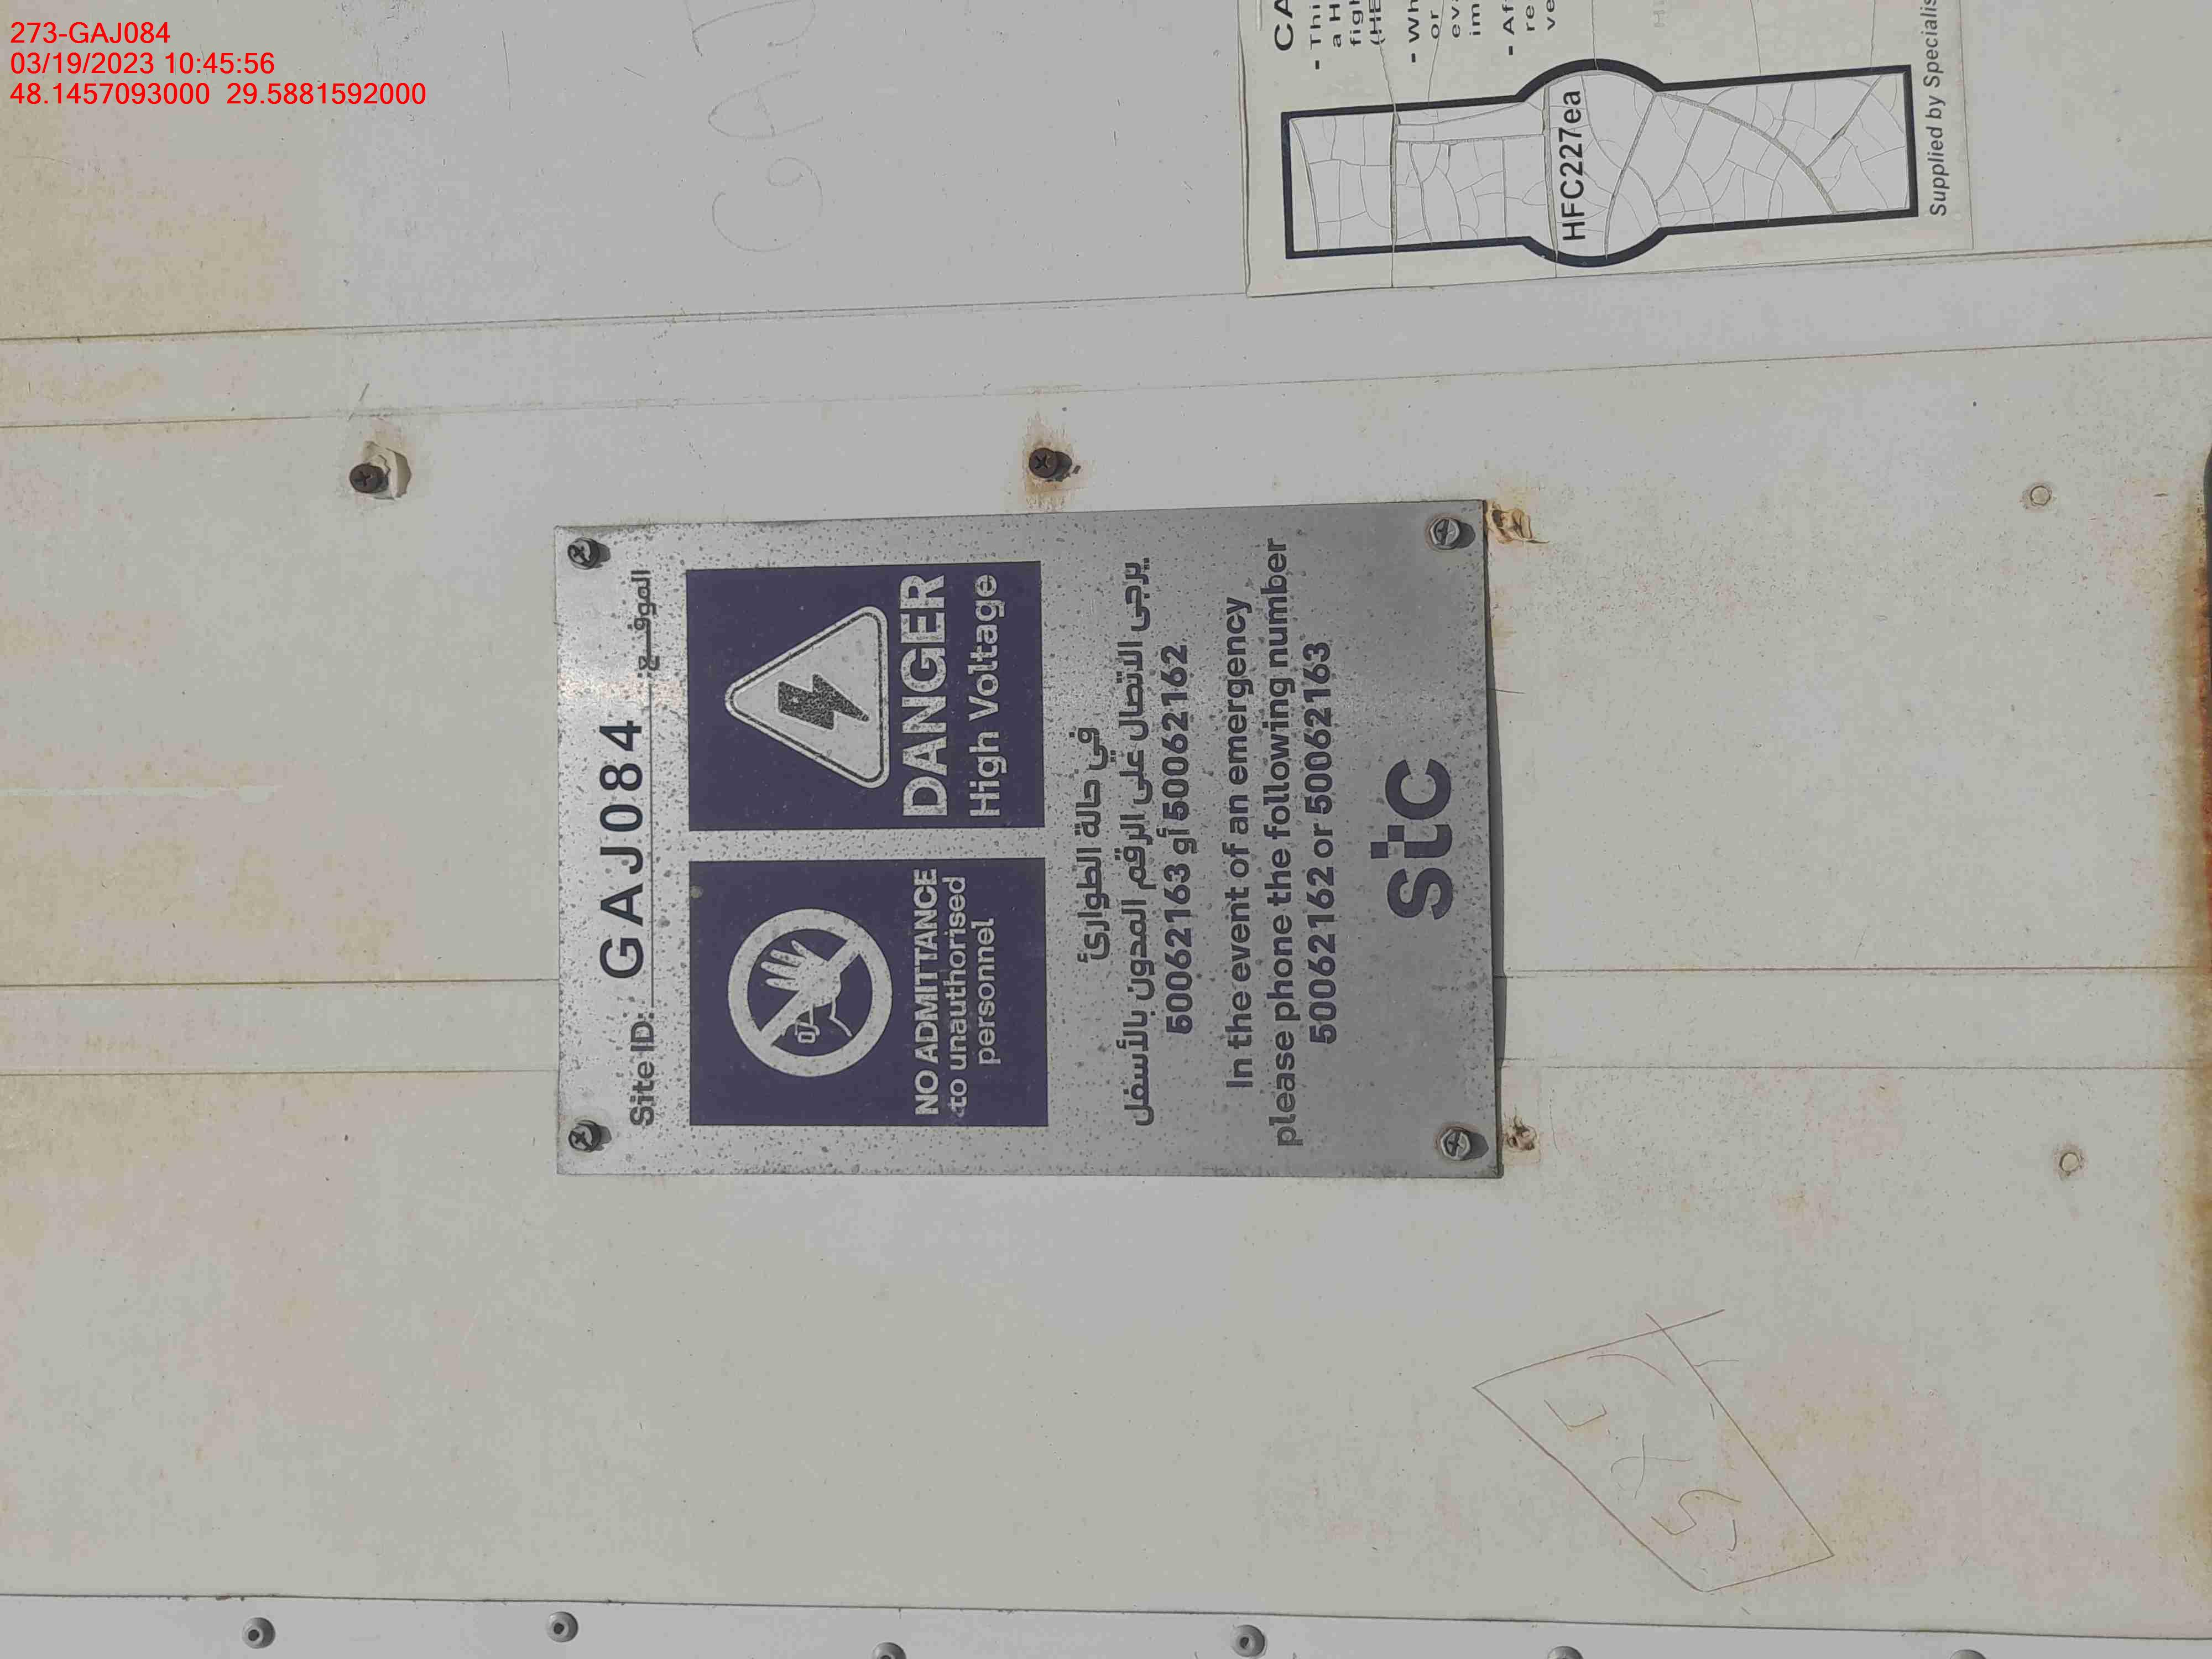 273-GAJ084
03/19/2023 10:45:56
48.1457093000 29.5881592000
GAJ
HFC227ea
Supplied by Specialis
Site ID: GAJ084 الموقع:
NO ADMITTANCE
to unauthorised
personnel
DANGER
High Voltage
في حالة الطوارئ
يرجى الاتصال على الرقم المدون بالأسفل
50062163 أو 50062162
In the event of an emergency
please phone the following number
50062162 or 50062163
stc